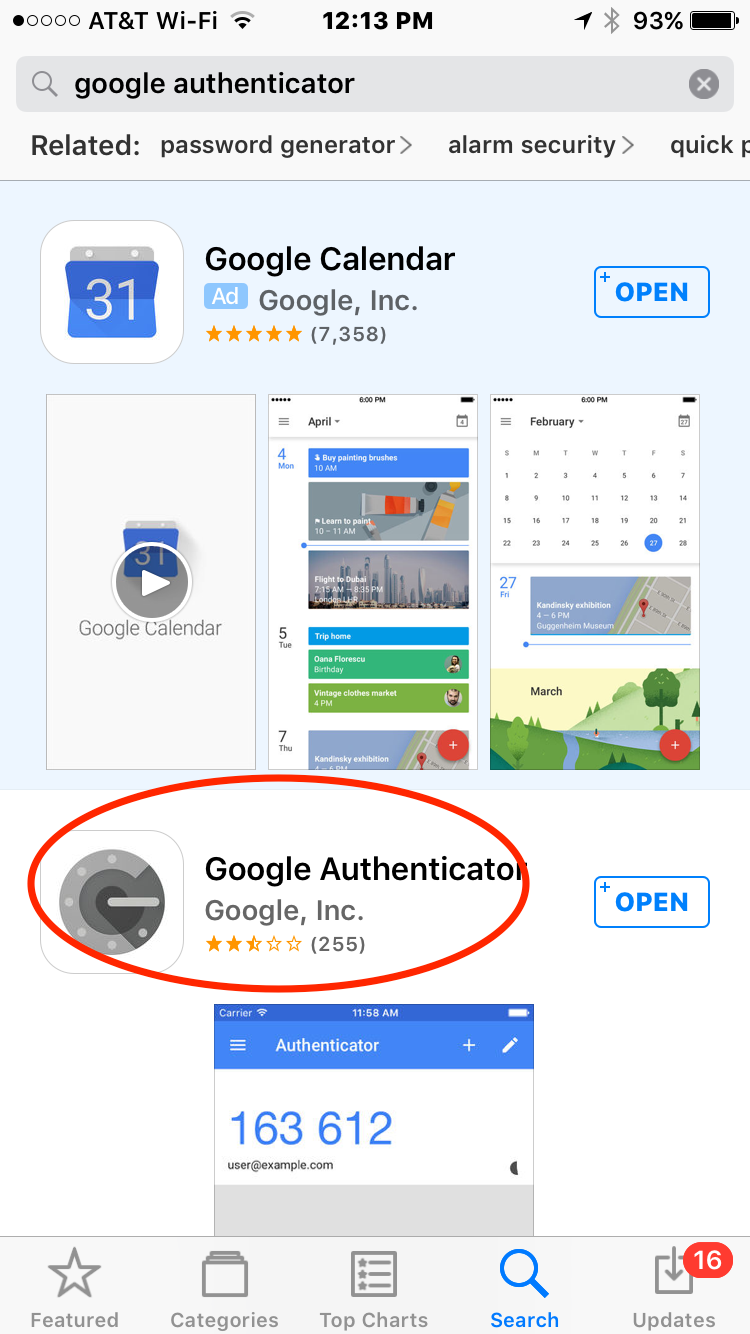 AT&T Wi-Fi 12:13 PM 93%
google authenticator
Related: password generator alarm security quick p
Google Calendar
Ad Google, Inc.
(7,358)
OPEN
31
31
Google Calendar
6:00 PM
April
4
4
Mon
Buy painting brushes
10 AM
Learn to paint
10 – 11 AM
Flight to Dubai
7:15 AM – 8:35 PM
London LHR
5
Tue
Trip home
Oana Florescu
Birthday
Vintage clothes market
4 PM
7
Thu
Kandinsky exhibition
4 – 6 PM
6:00 PM
February
27
S M T W T F S
1 2 3 4 5 6 7
8 9 10 11 12 13 14
15 16 17 18 19 20 21
22 23 24 25 26 27 28
27
Fri
Kandinsky exhibition
4 – 6 PM
Guggenheim Museum
March
Google Authenticator
Google, Inc.
(255)
OPEN
Carrier 11:58 AM
Authenticator
163 612
user@example.com
16
Featured Categories Top Charts Search Updates